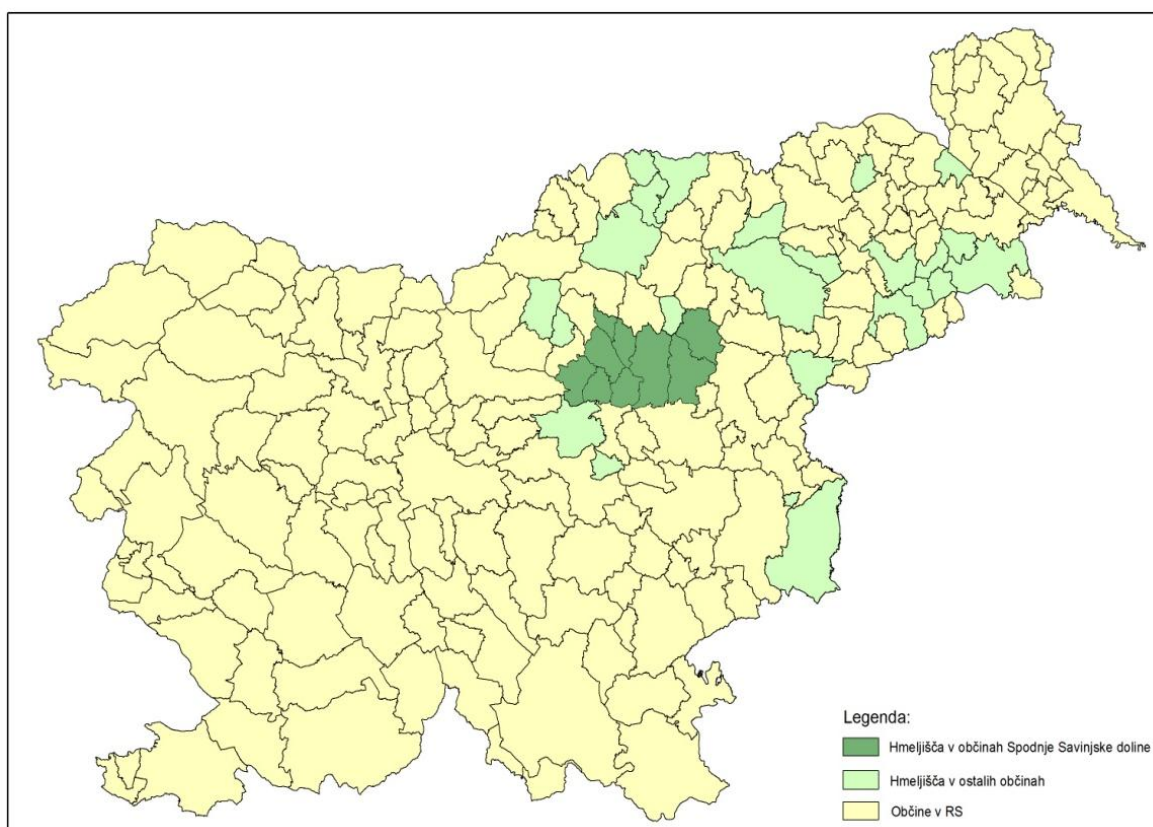 Legenda:
Hmeljišča v občinah Spodnje Savinjske doline
Hmeljišča v ostalih občinah
Občine v RS